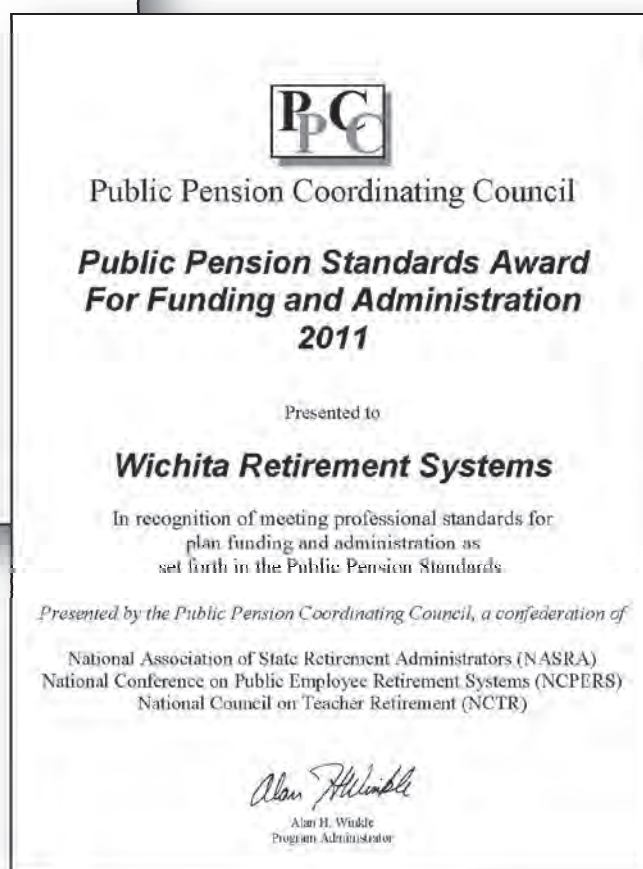 PPCC
Public Pension Coordinating Council
Public Pension Standards Award
For Funding and Administration
2011
Presented to
Wichita Retirement Systems
In recognition of meeting professional standards for
plan funding and administration as
set forth in the Public Pension Standards
Presented by the Public Pension Coordinating Council, a confederation of
National Association of State Retirement Administrators (NASRA)
National Conference on Public Employee Retirement Systems (NCPERS)
National Council on Teacher Retirement (NCTR)
Alan H Winkle
Alan H. Winkle
Program Administrator